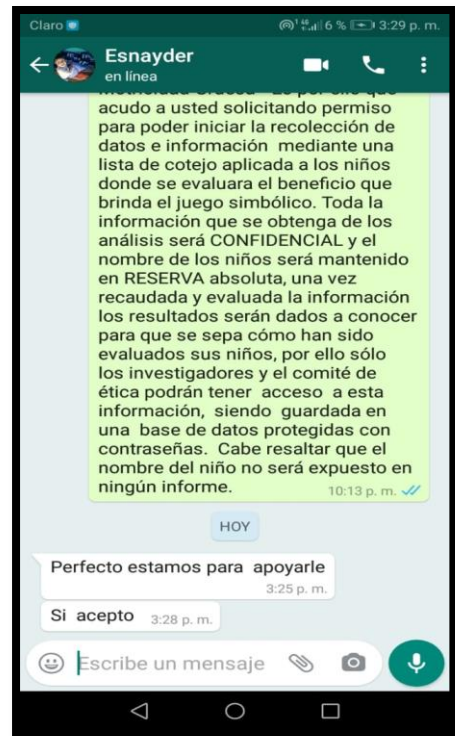 Claro 6 % 3:29 p. m.
Esnayder
en línea
acudo a usted solicitando permiso
para poder iniciar la recolección de
datos e información mediante una
lista de cotejo aplicada a los niños
donde se evaluara el beneficio que
brinda el juego simbólico. Toda la
información que se obtenga de los
análisis será CONFIDENCIAL y el
nombre de los niños será mantenido
en RESERVA absoluta, una vez
recaudada y evaluada la información
los resultados serán dados a conocer
para que se sepa cómo han sido
evaluados sus niños, por ello sólo
los investigadores y el comité de
ética podrán tener acceso a esta
información, siendo guardada en
una base de datos protegidas con
contraseñas. Cabe resaltar que el
nombre del niño no será expuesto en
ningún informe.
10:13 p. m.
HOY
Perfecto estamos para apoyarle
3:25 p. m.
Si acepto 3:28 p. m.
Escribe un mensaje